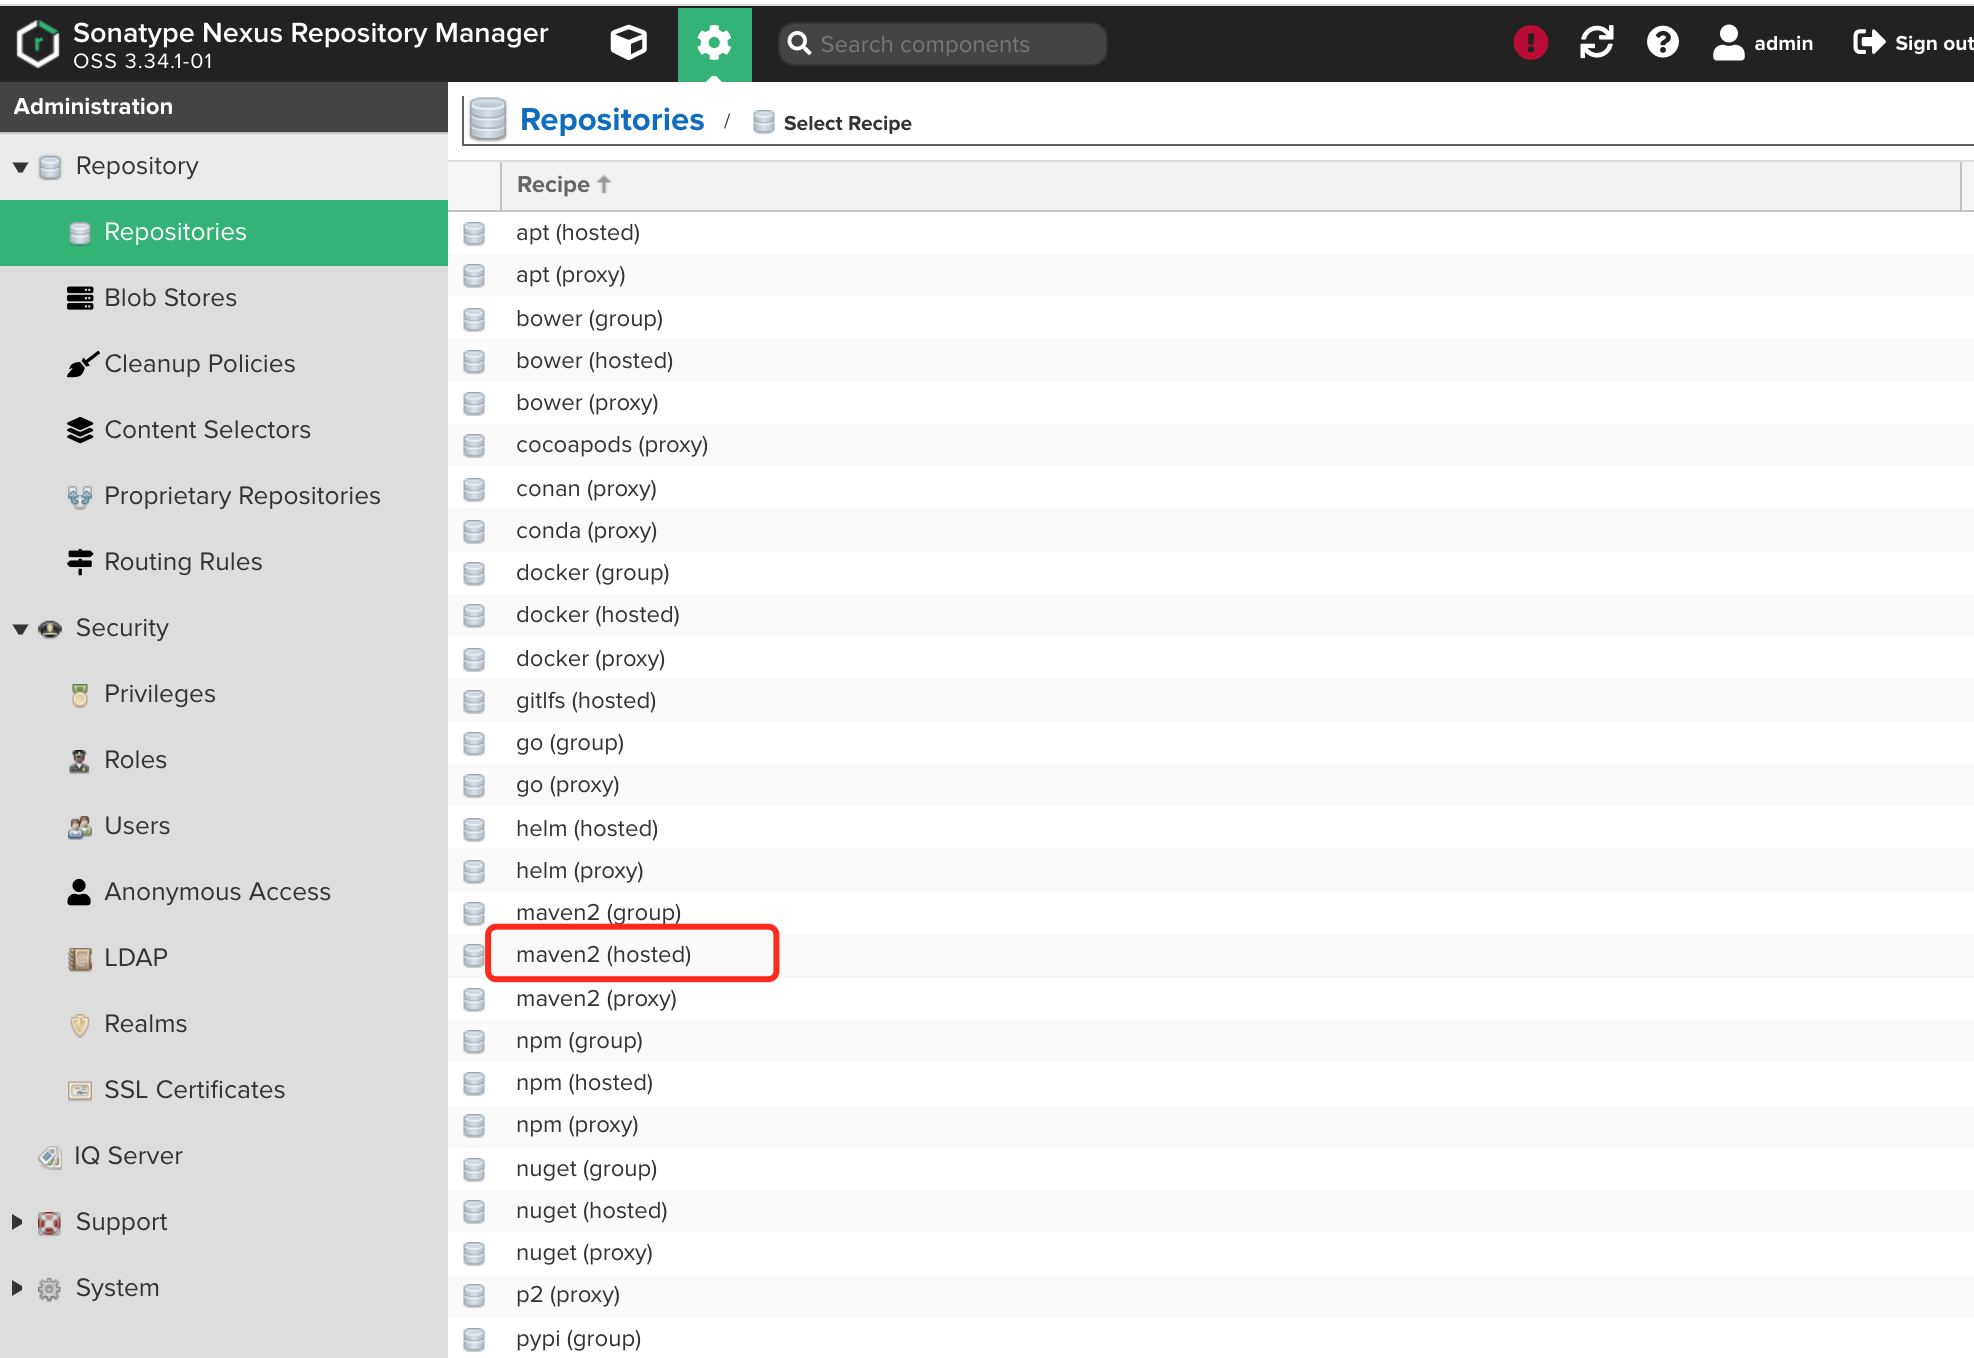 Sonatype Nexus Repository Manager
OSS 3.34.1-01
Search components
admin
Sign out
Administration
Repository
Repositories
Blob Stores
Cleanup Policies
Content Selectors
Proprietary Repositories
Routing Rules
Security
Privileges
Roles
Users
Anonymous Access
LDAP
Realms
SSL Certificates
IQ Server
Support
System
Repositories / Select Recipe
Recipe
apt (hosted)
apt (proxy)
bower (group)
bower (hosted)
bower (proxy)
cocoapods (proxy)
conan (proxy)
conda (proxy)
docker (group)
docker (hosted)
docker (proxy)
gitlfs (hosted)
go (group)
go (proxy)
helm (hosted)
helm (proxy)
maven2 (group)
maven2 (hosted)
maven2 (proxy)
npm (group)
npm (hosted)
npm (proxy)
nuget (group)
nuget (hosted)
nuget (proxy)
p2 (proxy)
pypi (group)